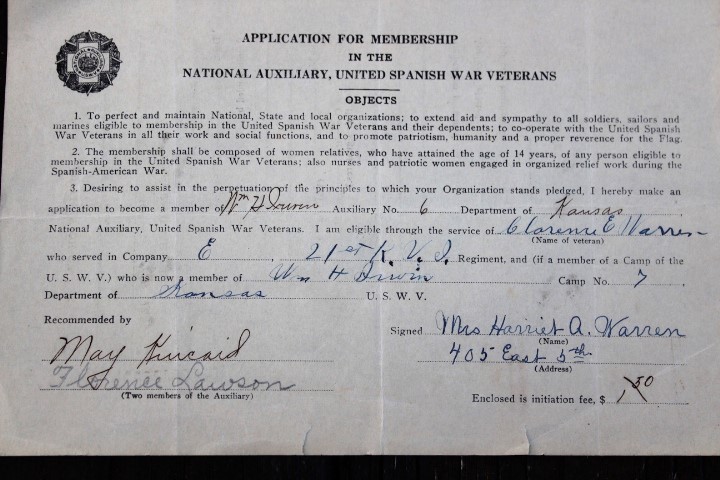 APPLICATION FOR MEMBERSHIP
IN THE
NATIONAL AUXILIARY, UNITED SPANISH WAR VETERANS
OBJECTS
1. To perfect and maintain National, State and local organizations; to extend aid and sympathy to all soldiers, sailors and
marines eligible to membership in the United Spanish War Veterans and their dependents; to co-operate with the United Spanish
War Veterans in all their work and social functions, and to promote patriotism, humanity and a proper reverence for the Flag.
2. The membership shall be composed of women relatives, who have attained the age of 14 years, of any person eligible to
membership in the United Spanish War Veterans; also nurses and patriotic women engaged in organized relief work during the
Spanish-American War.
3. Desiring to assist in the perpetuation of the principles to which your Organization stands pledged, I hereby make an
application to become a member of Wm H Irwin Auxiliary No. 6 Department of Kansas,
National Auxiliary, United Spanish War Veterans. I am eligible through the service of Clarence E Warren
(Name of veteran)
who served in Company E, 21st K. V. I. Regiment, and (if a member of a Camp of the
U. S. W. V.) who is now a member of Wm H Irwin Camp No. 7,
Department of Kansas U. S. W. V.
Recommended by
May Kincaid
Florence Lawson
(Two members of the Auxiliary)
Signed Mrs Harriet A. Warren
(Name)
405 East 5th
(Address)
Enclosed is initiation fee, $ 1.50